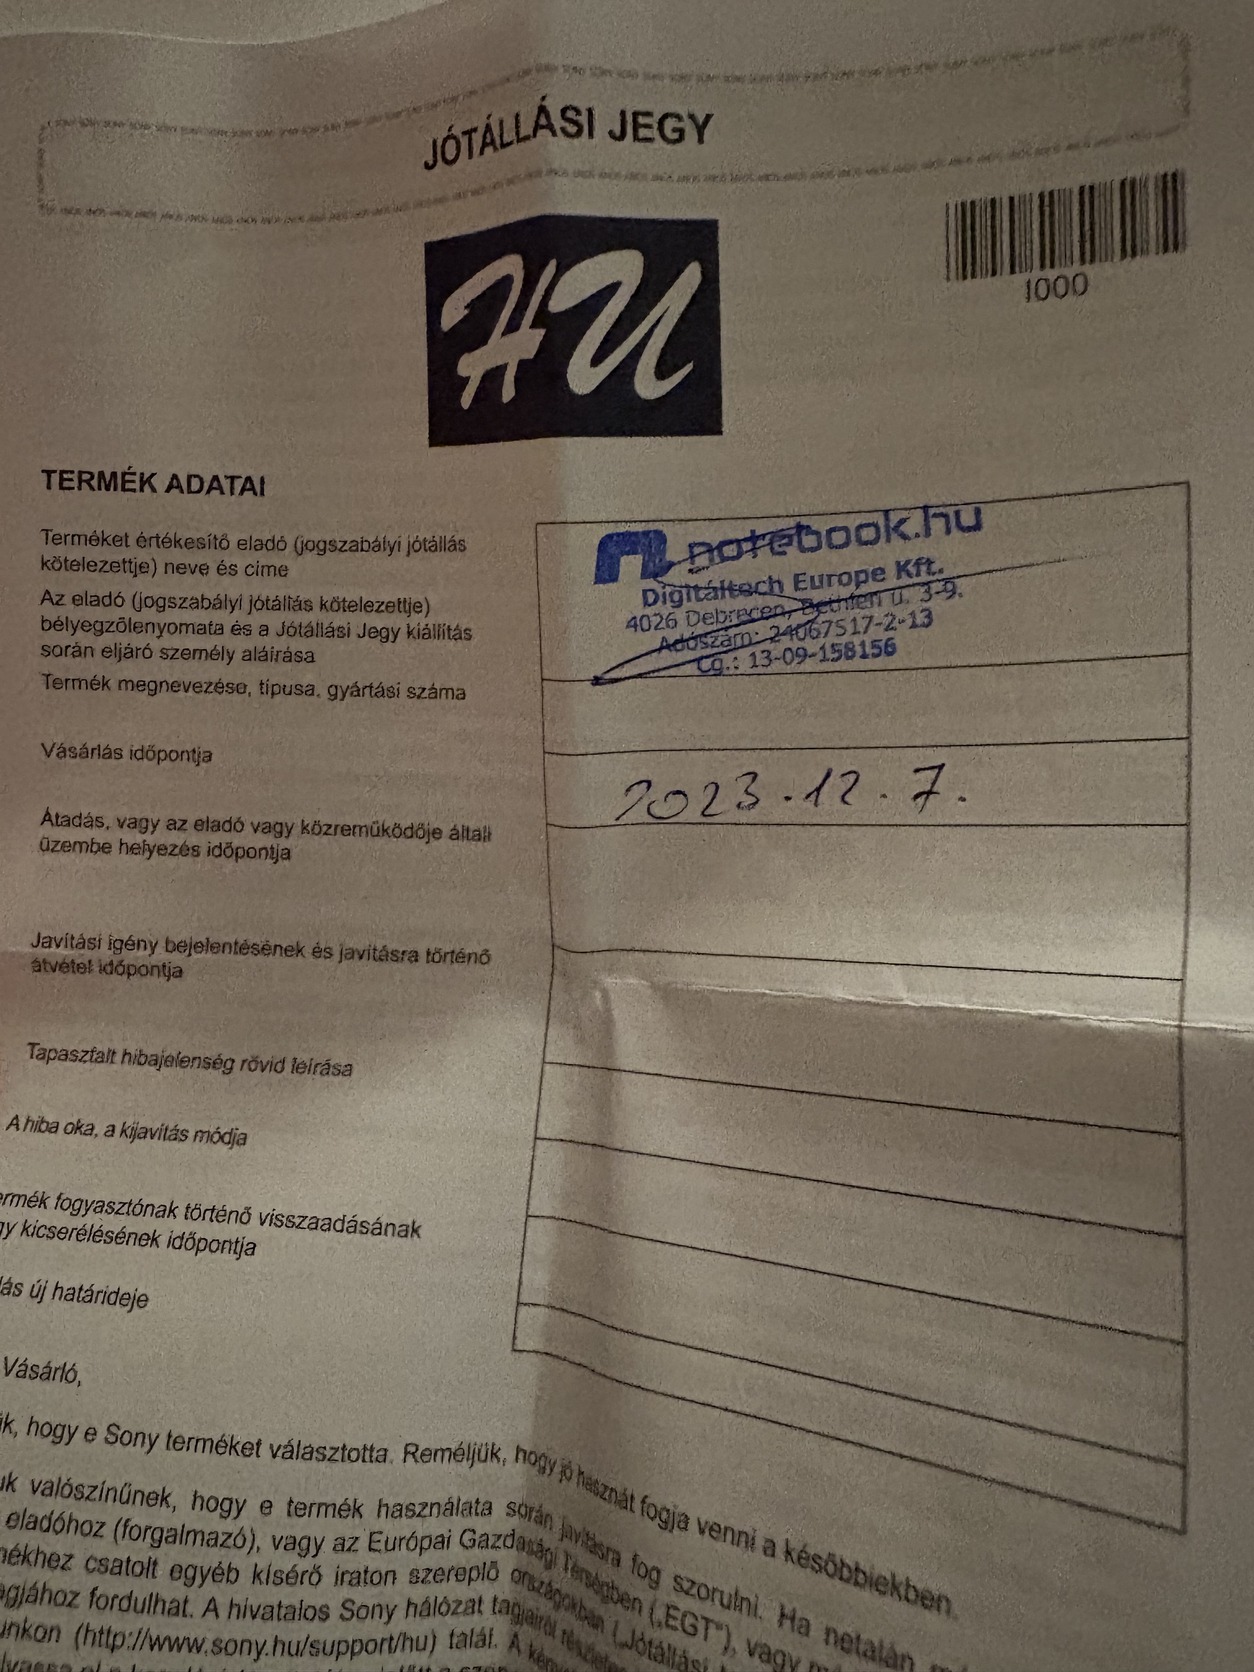 JÓTÁLLÁSI JEGY
HU
1000
TERMÉK ADATAI
Terméket értékesítő eladó (jogszabályi jótállás
kötelezettje) neve és címe
Az eladó (jogszabályi jótállás kötelezettje)
bélyegzőlenyomata és a Jótállási Jegy kiállítás
során eljáró személy aláírása
notebook.hu
Digitáltech Europe Kft.
4026 Debrecen, Bethlen u. 3-9.
Adószám: 24067517-2-13
Cg.: 13-09-158156
Termék megnevezése, típusa, gyártási száma
Vásárlás időpontja
2023.12.7.
Átadás, vagy az eladó vagy közreműködője általi
üzembe helyezés időpontja
Javítási igény bejelentésének és javításra történő
átvétel időpontja
Tapasztalt hibajelenség rövid leírása
A hiba oka, a kijavítás módja
fogyasztónak történő visszaadásának
kicserélésének időpontja
új határideje
Vásárló,
hogy e Sony terméket választotta. Reméljük, hogy jó hasznát fogja venni a későbbiekben.
valószínűnek, hogy e termék használata során javításra fog szorulni. Ha netalán
eladóhoz (forgalmazó), vagy az Európai Gazdasági Térségben („EGT"), vagy
csatolt egyéb kísérő iraton szereplő országokban („Jótállási
fordulhat. A hivatalos Sony hálózat tagjairól
(http://www.sony.hu/support/hu) talál. A